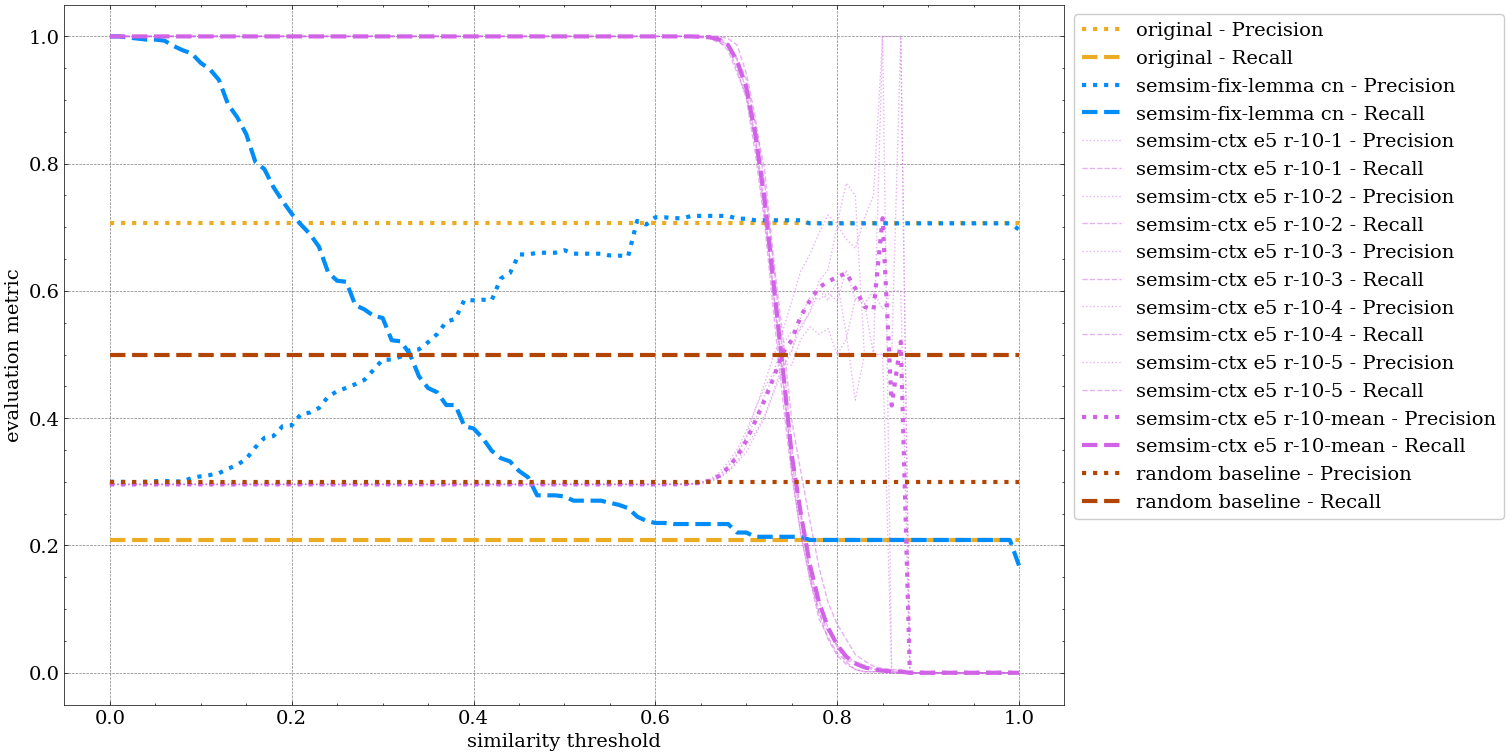 1.0
0.8
0.6
0.4
0.2
0.0
evaluation metric
0.0
0.2
0.4
0.6
0.8
1.0
similarity threshold
original - Precision
original - Recall
semsim-fix-lemma cn - Precision
semsim-fix-lemma cn - Recall
semsim-ctx e5 r-10-1 - Precision
semsim-ctx e5 r-10-1 - Recall
semsim-ctx e5 r-10-2 - Precision
semsim-ctx e5 r-10-2 - Recall
semsim-ctx e5 r-10-3 - Precision
semsim-ctx e5 r-10-3 - Recall
semsim-ctx e5 r-10-4 - Precision
semsim-ctx e5 r-10-4 - Recall
semsim-ctx e5 r-10-5 - Precision
semsim-ctx e5 r-10-5 - Recall
semsim-ctx e5 r-10-mean - Precision
semsim-ctx e5 r-10-mean - Recall
random baseline - Precision
random baseline - Recall